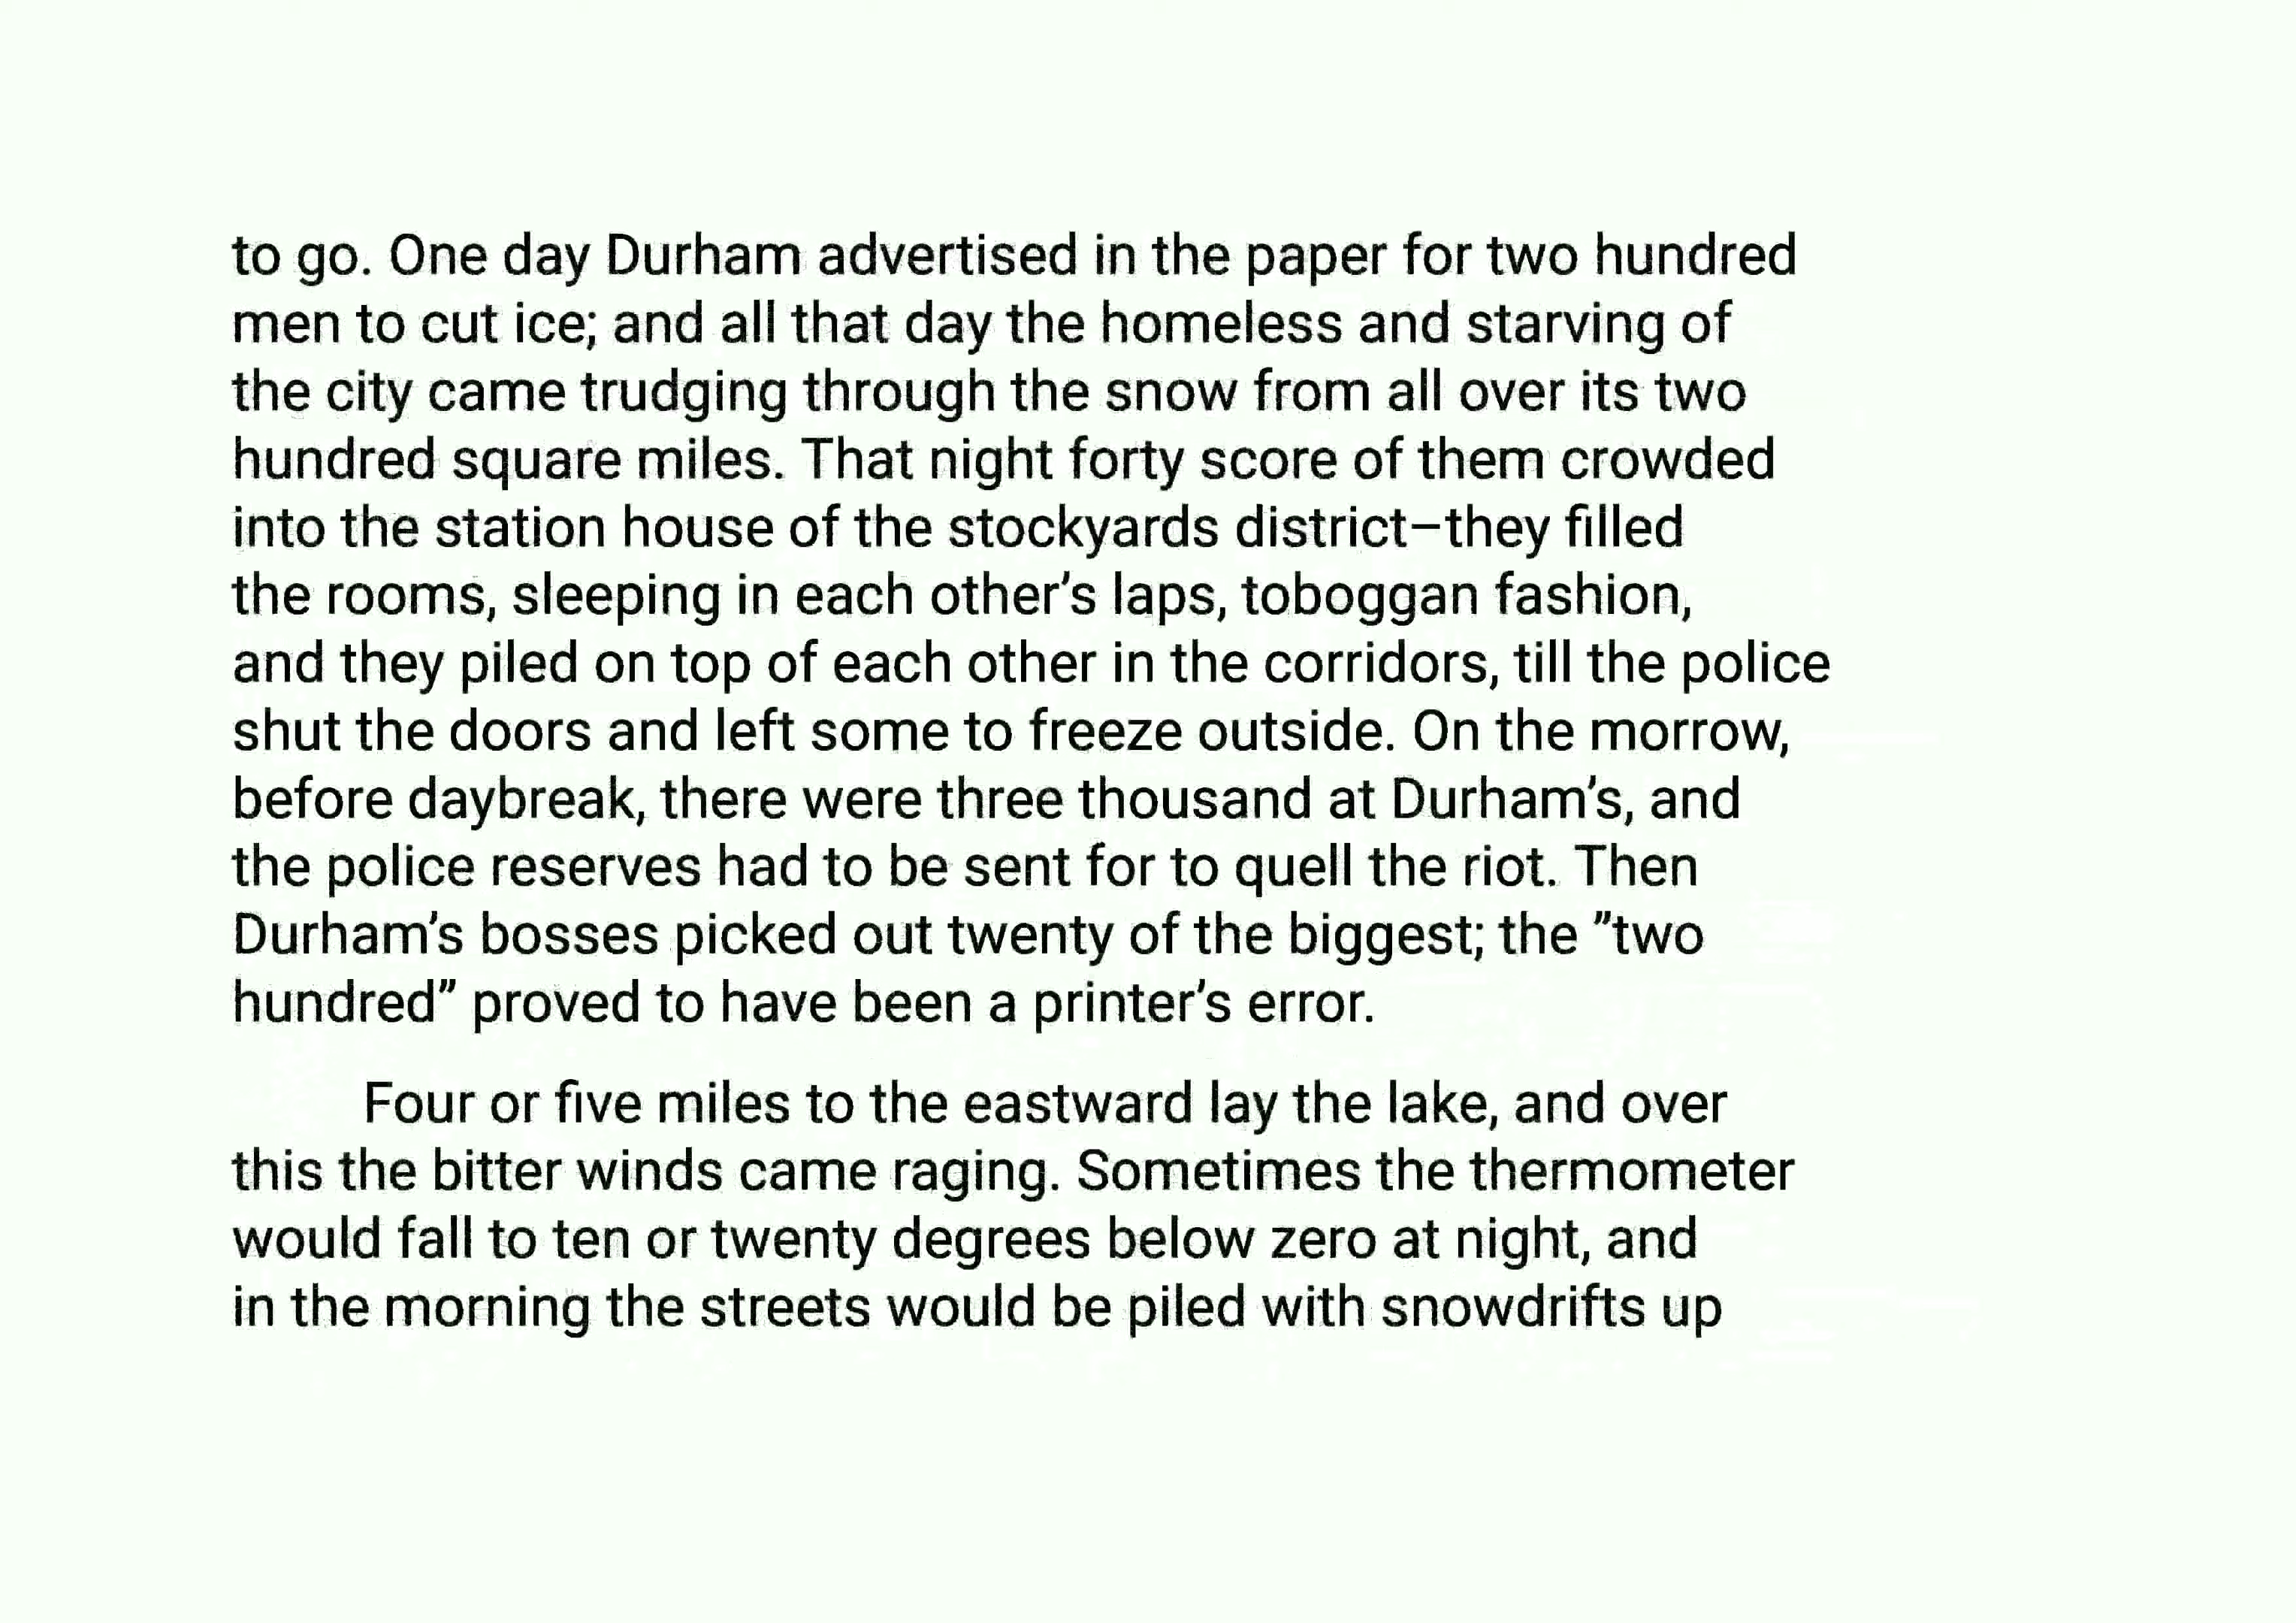 to go. One day Durham advertised in the paper for two hundred
men to cut ice; and all that day the homeless and starving of
the city came trudging through the snow from all over its two
hundred square miles. That night forty score of them crowded
into the station house of the stockyards district–they filled
the rooms, sleeping in each other's laps, toboggan fashion,
and they piled on top of each other in the corridors, till the police
shut the doors and left some to freeze outside. On the morrow,
before daybreak, there were three thousand at Durham's, and
the police reserves had to be sent for to quell the riot. Then
Durham's bosses picked out twenty of the biggest; the "two
hundred" proved to have been a printer's error.
Four or five miles to the eastward lay the lake, and over
this the bitter winds came raging. Sometimes the thermometer
would fall to ten or twenty degrees below zero at night, and
in the morning the streets would be piled with snowdrifts up